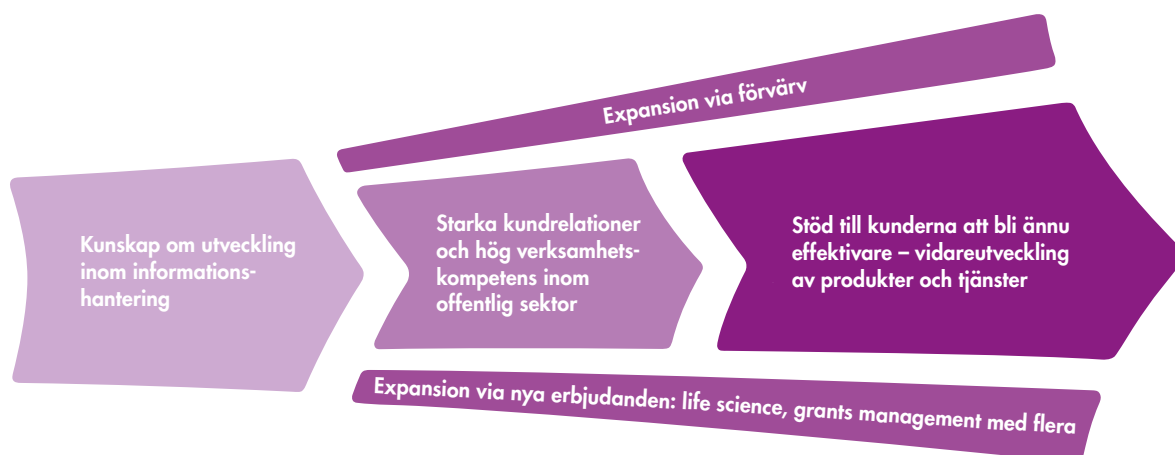 Expansion via förvärv
Kunskap om utveckling
inom informations-
hantering
Starka kundrelationer
och hög verksamhets-
kompetens inom
offentlig sektor
Stöd till kunderna att bli ännu
effektivare – vidareutveckling
av produkter och tjänster
Expansion via nya erbjudanden: life science, grants management med flera